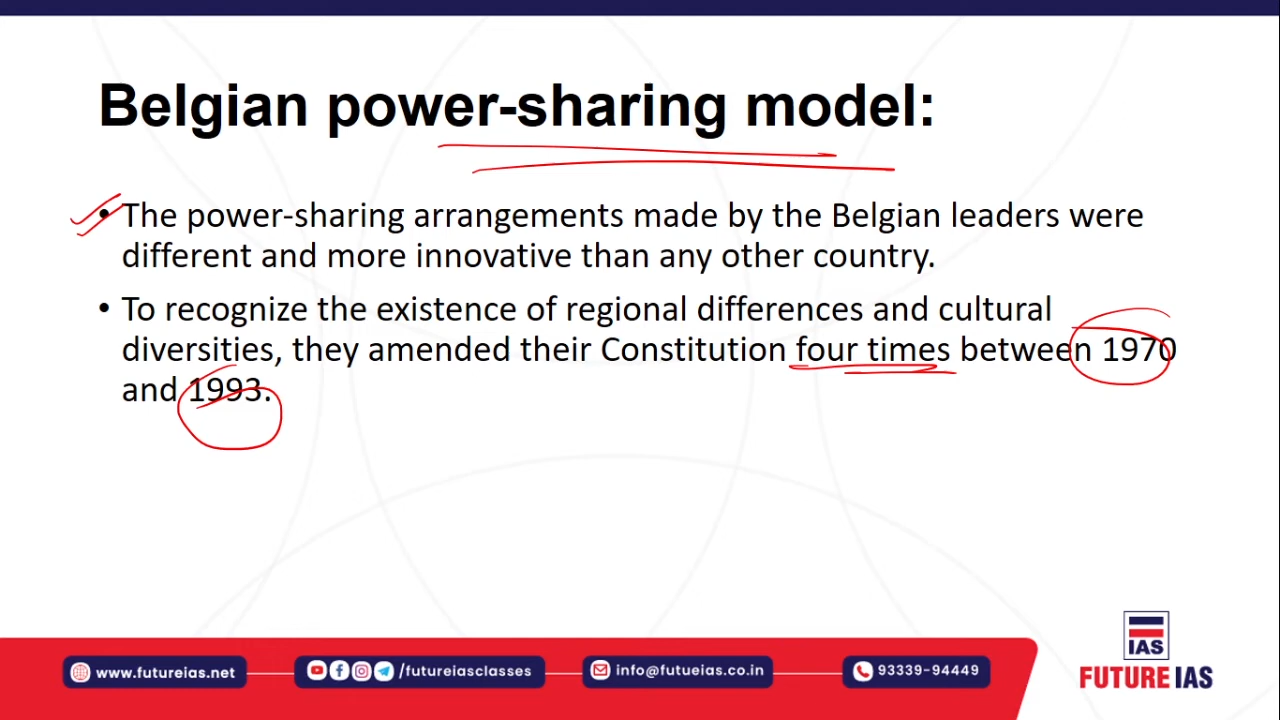 Belgian power-sharing model:
• The power-sharing arrangements made by the Belgian leaders were
different and more innovative than any other country.
• To recognize the existence of regional differences and cultural
diversities, they amended their Constitution four times between 1970
and 1993.
IAS
www.futureias.net
/futureiasclasses
info@futueias.co.in
93339-94449
FUTURE IAS